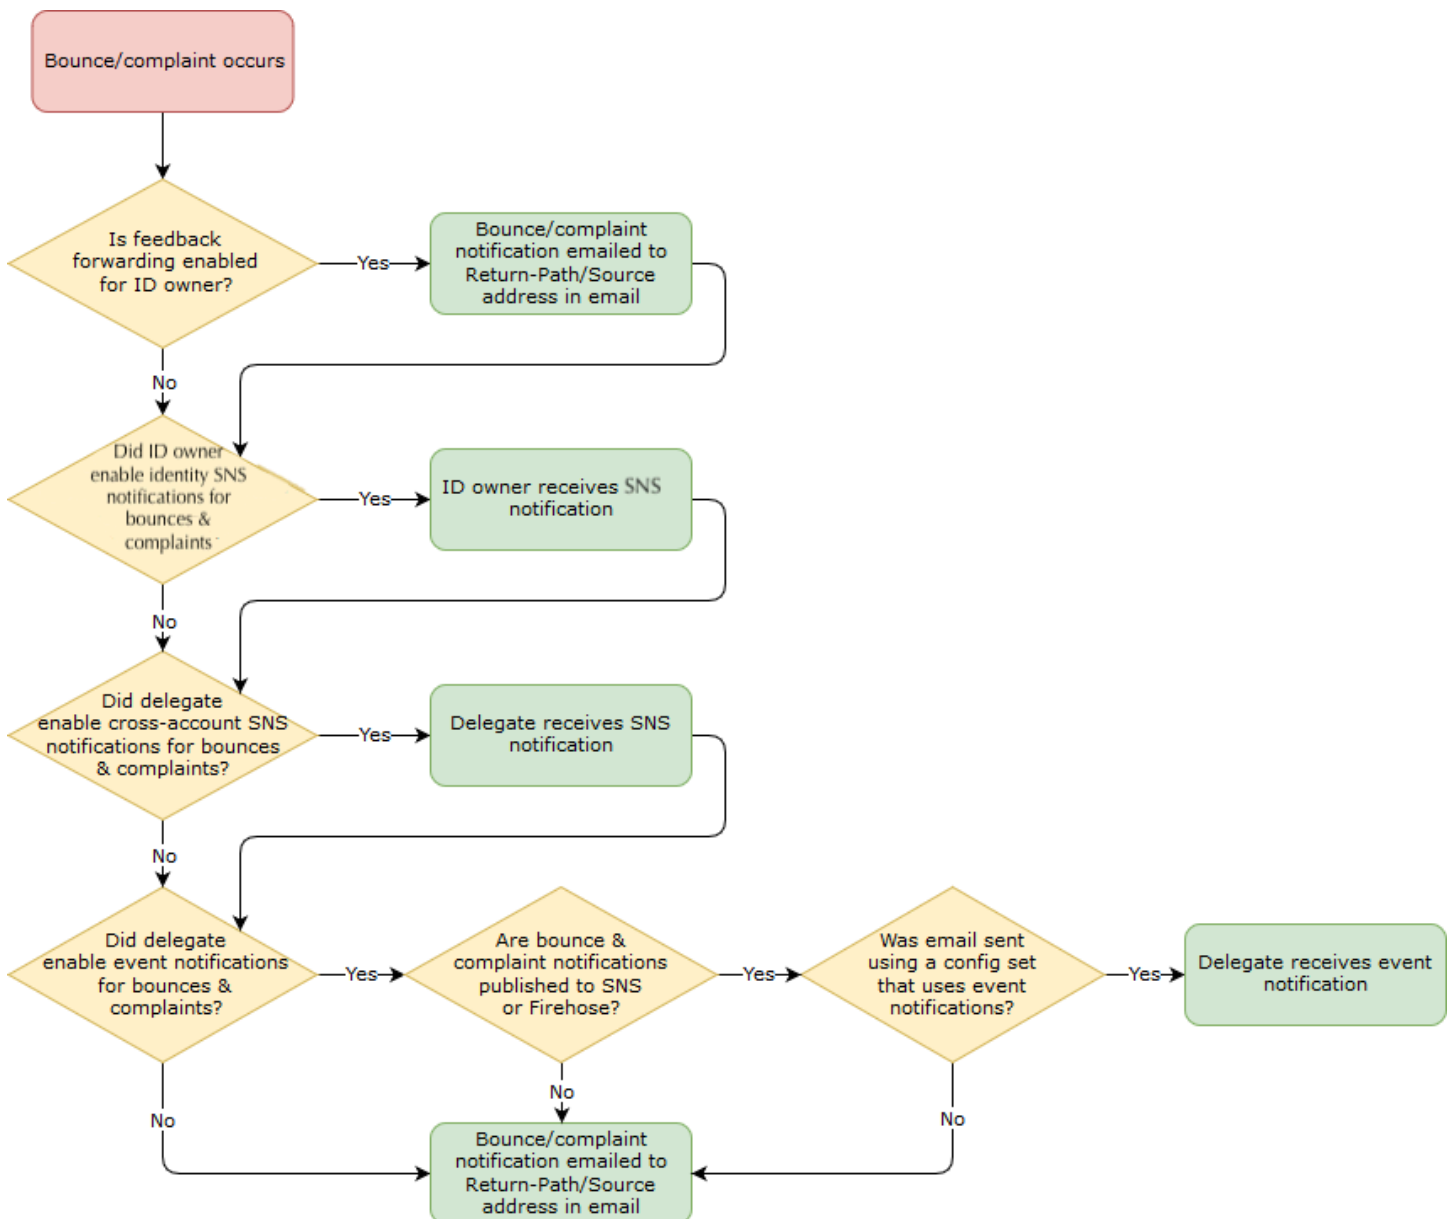 Bounce/complaint occurs
Is feedback
forwarding enabled
for ID owner?
Yes
Bounce/complaint
notification emailed to
Return-Path/Source
address in email
No
Did ID owner
enable identity SNS
notifications for
bounces &
complaints
Yes
ID owner receives SNS
notification
No
Did delegate
enable cross-account SNS
notifications for bounces
& complaints?
Yes
Delegate receives SNS
notification
No
Did delegate
enable event notifications
for bounces &
complaints?
Yes
Are bounce &
complaint notifications
published to SNS
or Firehose?
Yes
Was email sent
using a config set
that uses event
notifications?
Yes
Delegate receives event
notification
No
No
No
Bounce/complaint
notification emailed to
Return-Path/Source
address in email